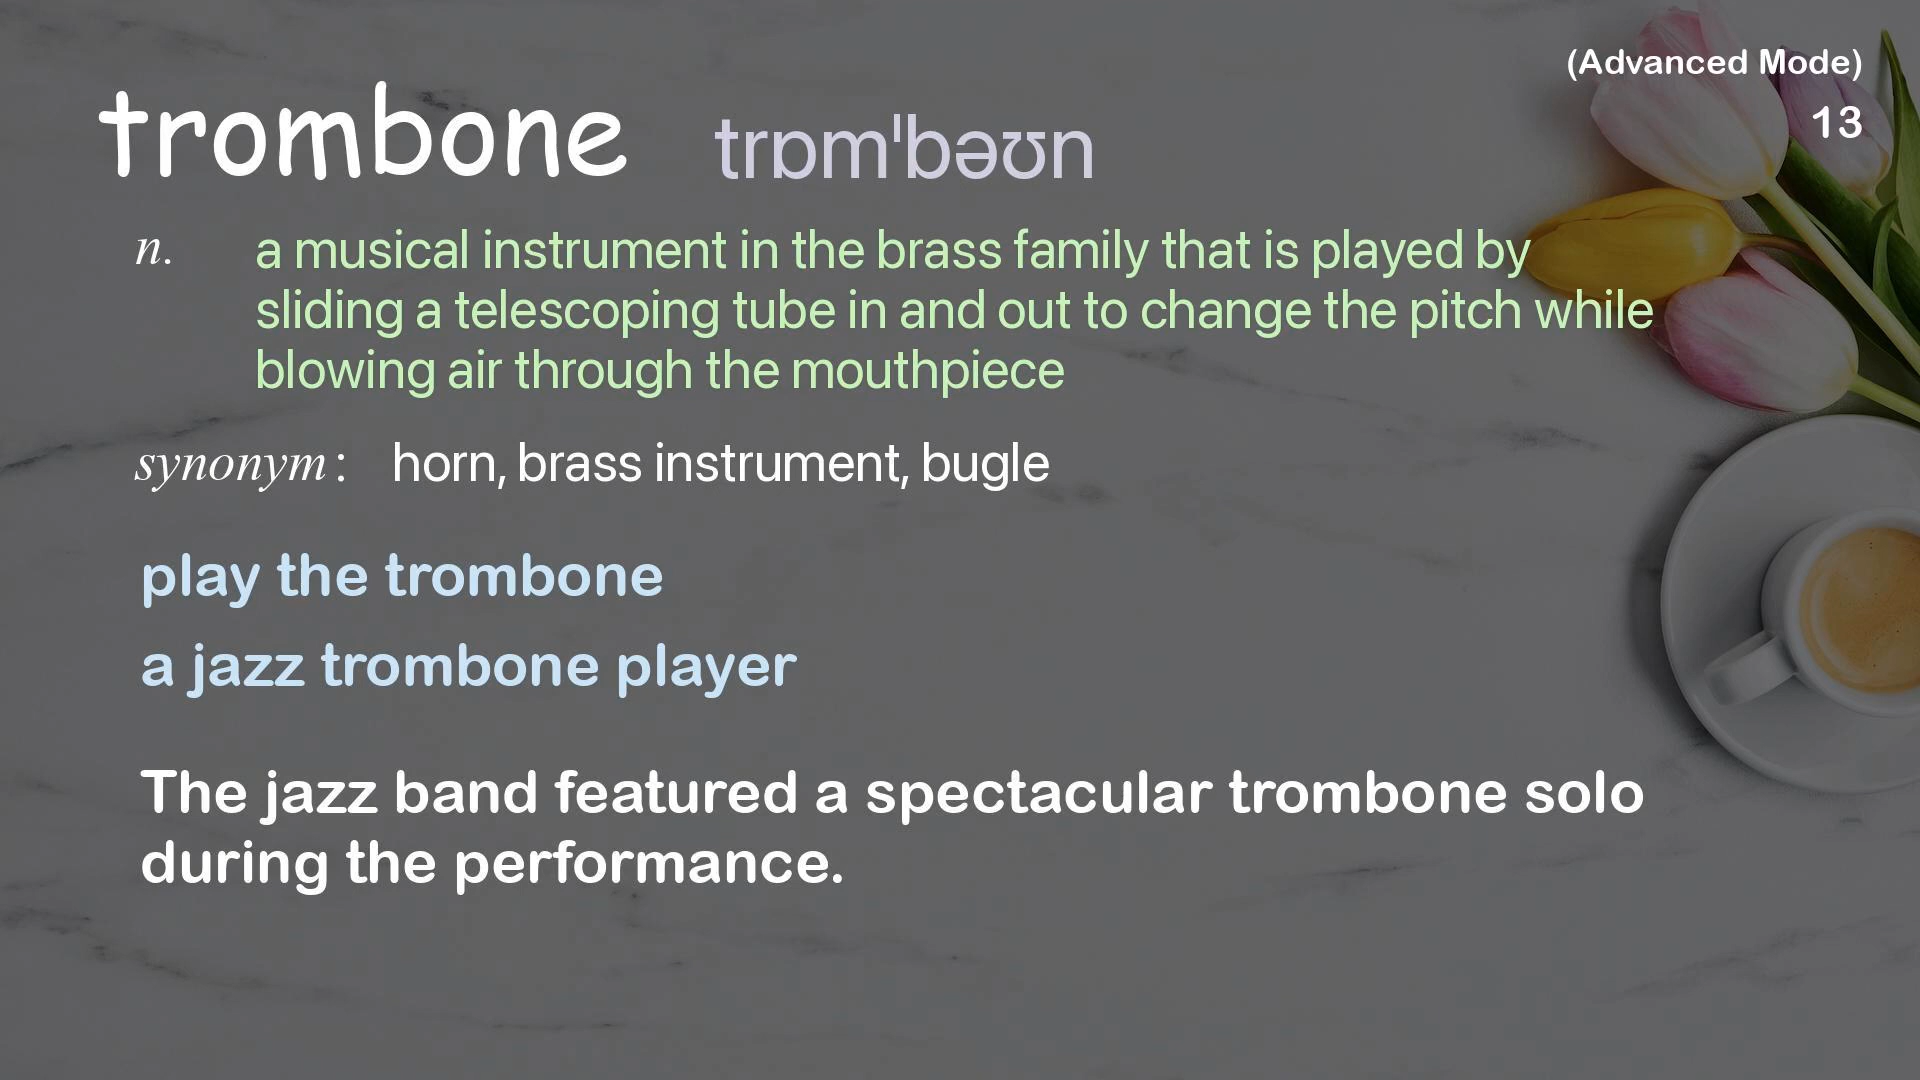 (Advanced Mode)
trombone trɒmˈbəʊn
13
n. a musical instrument in the brass family that is played by
sliding a telescoping tube in and out to change the pitch while
blowing air through the mouthpiece
synonym : horn, brass instrument, bugle
play the trombone
a jazz trombone player
The jazz band featured a spectacular trombone solo
during the performance.